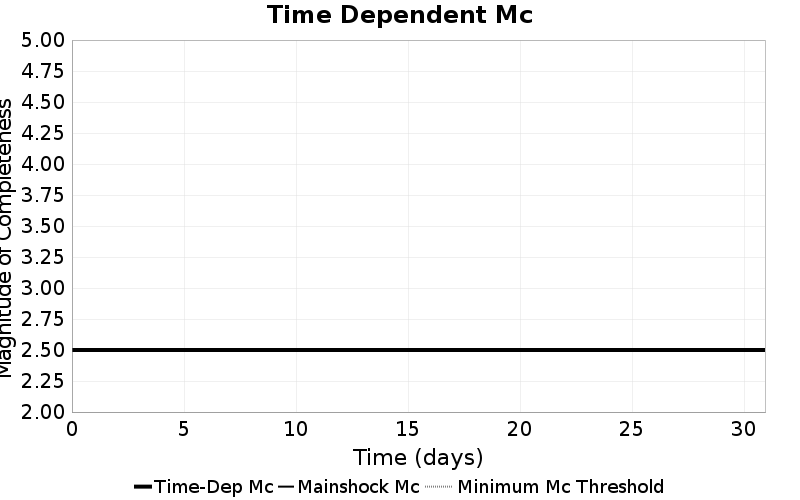 Time Dependent Mc
Magnitude of Completeness
5.00
4.75
4.50
4.25
4.00
3.75
3.50
3.25
3.00
2.75
2.50
2.25
2.00
0 5 10 15 20 25 30
Time (days)
Time-Dep Mc Mainshock Mc Minimum Mc Threshold